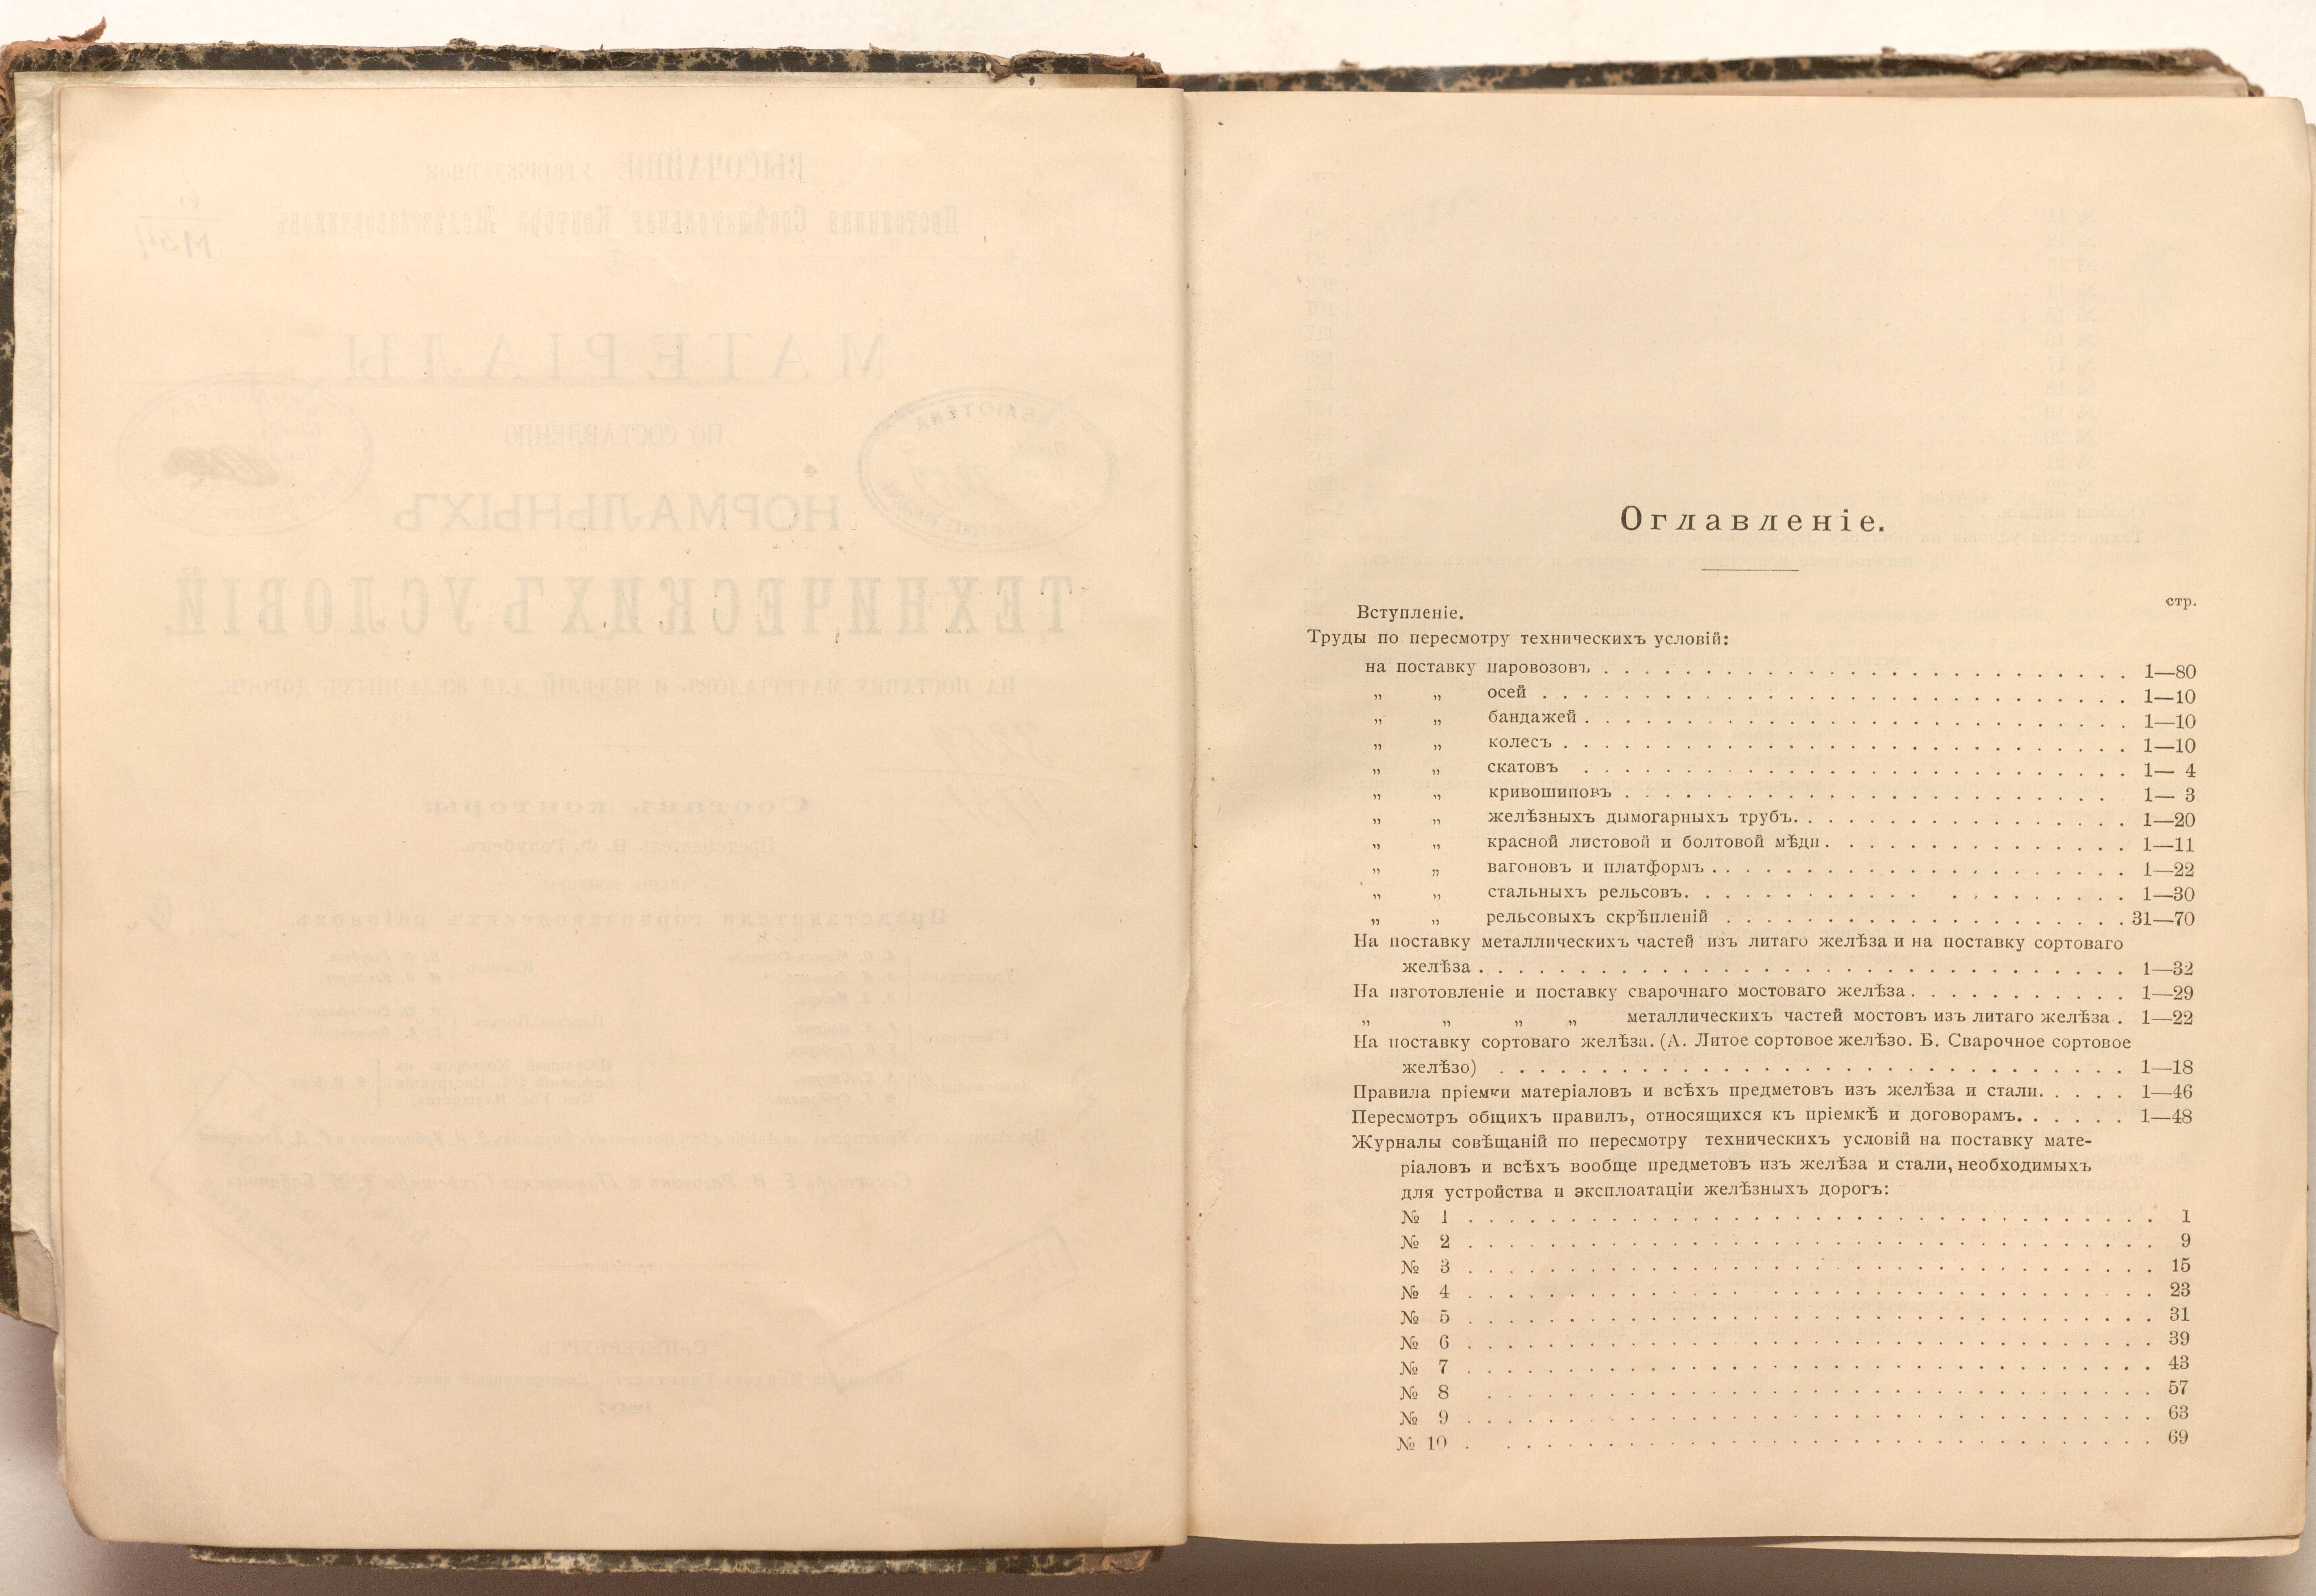 Оглавленіе.
стр.
Вступленіе.
Труды по пересмотру техническихъ условій:
на поставку паровозовъ . . . . . . . . . . . . . . . . . . . . . 1—80
„ „ осей . . . . . . . . . . . . . . . . . . . . . . . 1—10
„ „ бандажей . . . . . . . . . . . . . . . . . . . . . 1—10
„ „ колесъ . . . . . . . . . . . . . . . . . . . . . . 1—10
„ „ скатовъ . . . . . . . . . . . . . . . . . . . . . . 1— 4
„ „ кривошиповъ . . . . . . . . . . . . . . . . . . . . 1— 3
„ „ желѣзныхъ дымогарныхъ трубъ. . . . . . . . . . . . . . 1—20
„ „ красной листовой и болтовой мѣди . . . . . . . . . . . . 1—11
„ „ вагоновъ и платформъ . . . . . . . . . . . . . . . . . 1—22
„ „ стальныхъ рельсовъ. . . . . . . . . . . . . . . . . . 1—30
„ „ рельсовыхъ скрѣпленій . . . . . . . . . . . . . . . . 31—70
На поставку металлическихъ частей изъ литаго желѣза и на поставку сортоваго
желѣза . . . . . . . . . . . . . . . . . . . . . . . . . . 1—32
На изготовленіе и поставку сварочнаго мостоваго желѣза . . . . . . . . . . . 1—29
„ „ „ „ металлическихъ частей мостовъ изъ литаго желѣза . 1—22
На поставку сортоваго желѣза. (А. Литое сортовое желѣзо. Б. Сварочное сортовое
желѣзо) . . . . . . . . . . . . . . . . . . . . . . . . . 1—18
Правила пріемки матеріаловъ и всѣхъ предметовъ изъ желѣза и стали. . . . . 1—46
Пересмотръ общихъ правилъ, относящихся къ пріемкѣ и договорамъ. . . . . . 1—48
Журналы совѣщаній по пересмотру техническихъ условій на поставку мате-
ріаловъ и всѣхъ вообще предметовъ изъ желѣза и стали, необходимыхъ
для устройства и эксплоатаціи желѣзныхъ дорогъ:
№ 1 . . . . . . . . . . . . . . . . . . . . . . . . . . 1
№ 2 . . . . . . . . . . . . . . . . . . . . . . . . . . 9
№ 3 . . . . . . . . . . . . . . . . . . . . . . . . . . 15
№ 4 . . . . . . . . . . . . . . . . . . . . . . . . . . 23
№ 5 . . . . . . . . . . . . . . . . . . . . . . . . . . 31
№ 6 . . . . . . . . . . . . . . . . . . . . . . . . . . 39
№ 7 . . . . . . . . . . . . . . . . . . . . . . . . . . 43
№ 8 . . . . . . . . . . . . . . . . . . . . . . . . . . 57
№ 9 . . . . . . . . . . . . . . . . . . . . . . . . . . 63
№ 10 . . . . . . . . . . . . . . . . . . . . . . . . . . 69